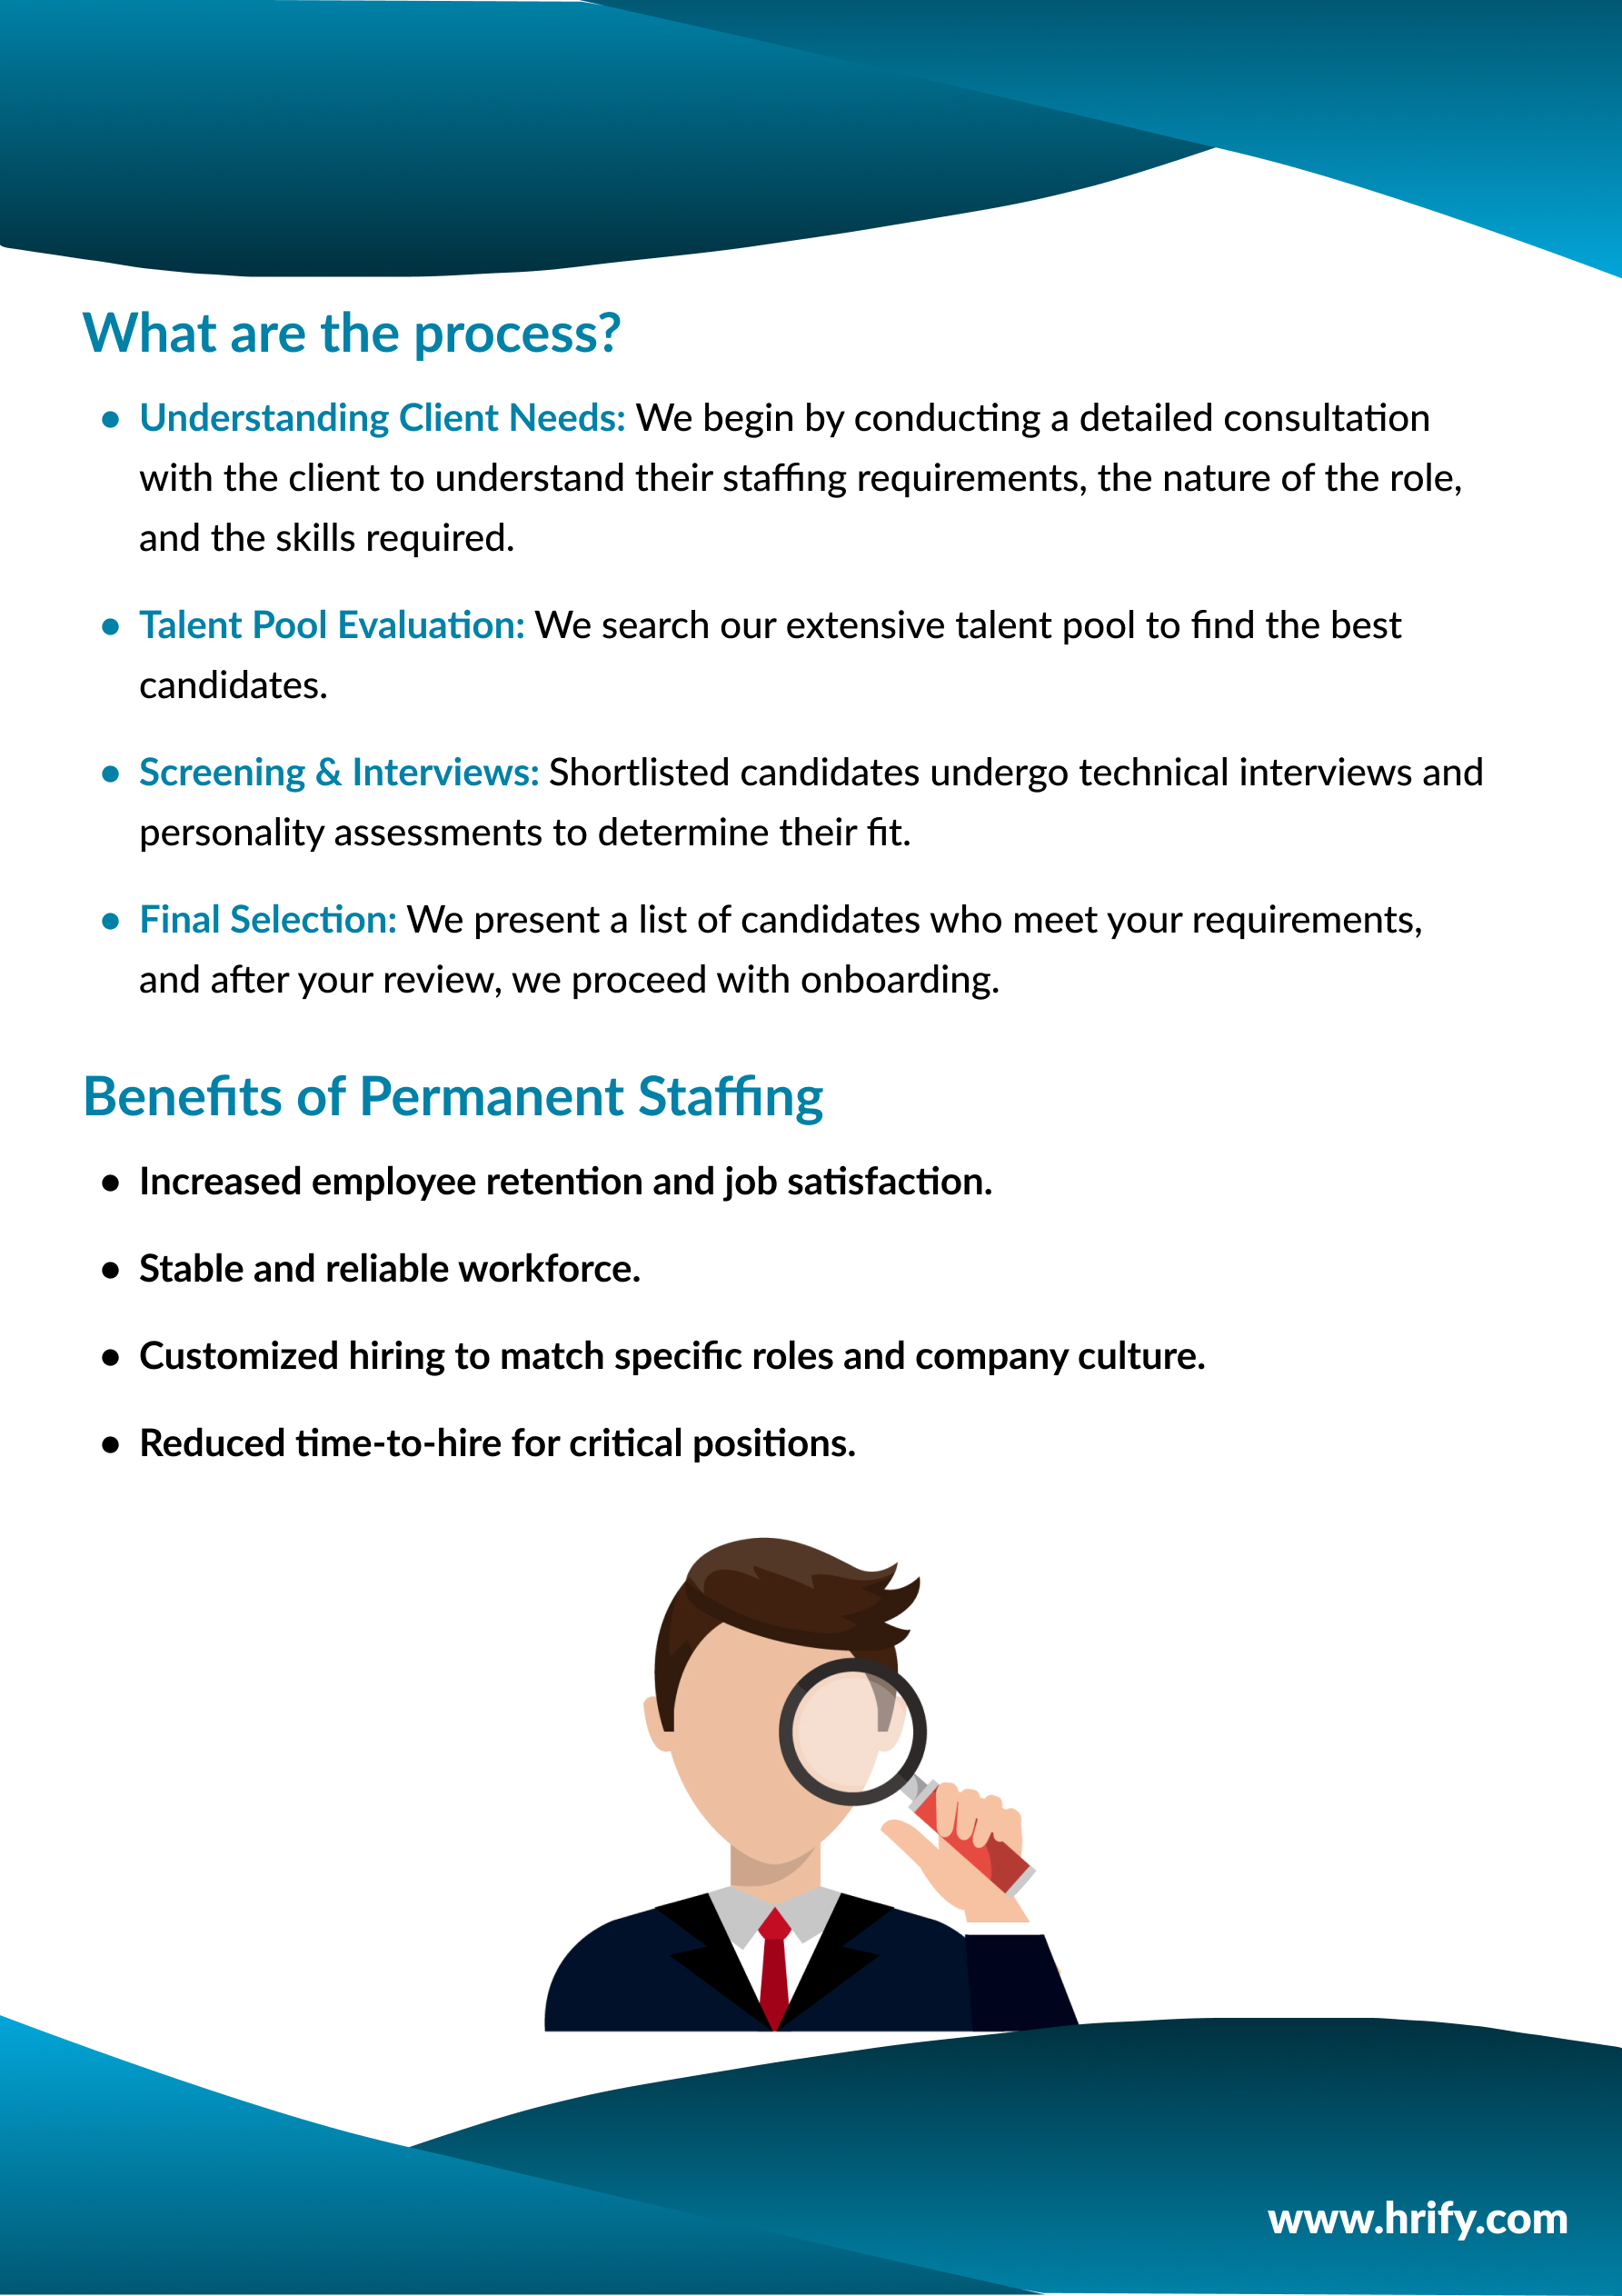 What are the process?
● Understanding Client Needs: We begin by conducting a detailed consultation
with the client to understand their staffing requirements, the nature of the role,
and the skills required.
● Talent Pool Evaluation: We search our extensive talent pool to find the best
candidates.
● Screening & Interviews: Shortlisted candidates undergo technical interviews and
personality assessments to determine their fit.
● Final Selection: We present a list of candidates who meet your requirements,
and after your review, we proceed with onboarding.
Benefits of Permanent Staffing
● Increased employee retention and job satisfaction.
● Stable and reliable workforce.
● Customized hiring to match specific roles and company culture.
● Reduced time-to-hire for critical positions.
www.hrify.com